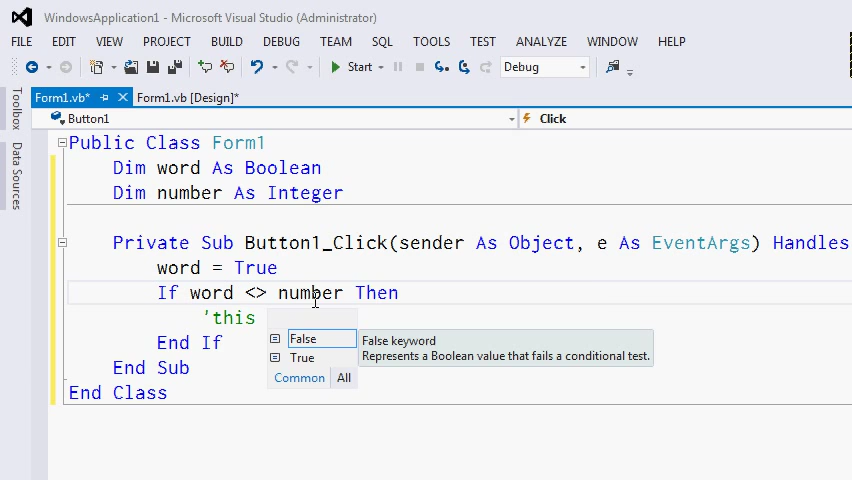 WindowsApplication1 - Microsoft Visual Studio (Administrator)
FILE EDIT VIEW PROJECT BUILD DEBUG TEAM SQL TOOLS TEST ANALYZE WINDOW HELP
Start Debug
Form1.vb* Form1.vb [Design]*
Toolbox
Data Sources
Button1 Click
Public Class Form1
Dim word As Boolean
Dim number As Integer
Private Sub Button1_Click(sender As Object, e As EventArgs) Handles
word = True
If word <> number Then
'this
End If
End Sub
End Class
False
True
Common All
False keyword
Represents a Boolean value that fails a conditional test.